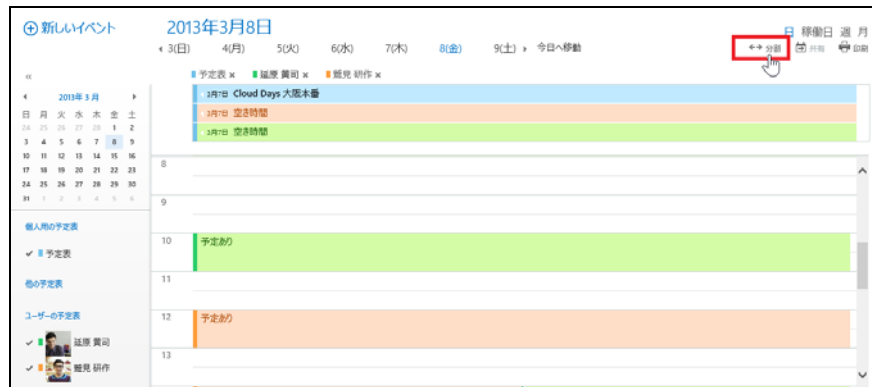 新しいイベント
2013年3月8日
日 稼働日 週 月
3(日) 4(月) 5(火) 6(水) 7(木) 8(金) 9(土) 今日へ移動
分割 共有 印刷
«
予定表 × 延原 黄司 × 鷲見 研作 ×
2013年 3月
日 月 火 水 木 金 土
24 25 26 27 28 1 2
3 4 5 6 7 8 9
10 11 12 13 14 15 16
17 18 19 20 21 22 23
24 25 26 27 28 29 30
31 1 2 3 4 5 6
3月7日 Cloud Days 大阪本番
3月7日 空き時間
3月7日 空き時間
個人用の予定表
予定表
他の予定表
ユーザーの予定表
延原 黄司
鷲見 研作
8
9
10 予定あり
11
12 予定あり
13